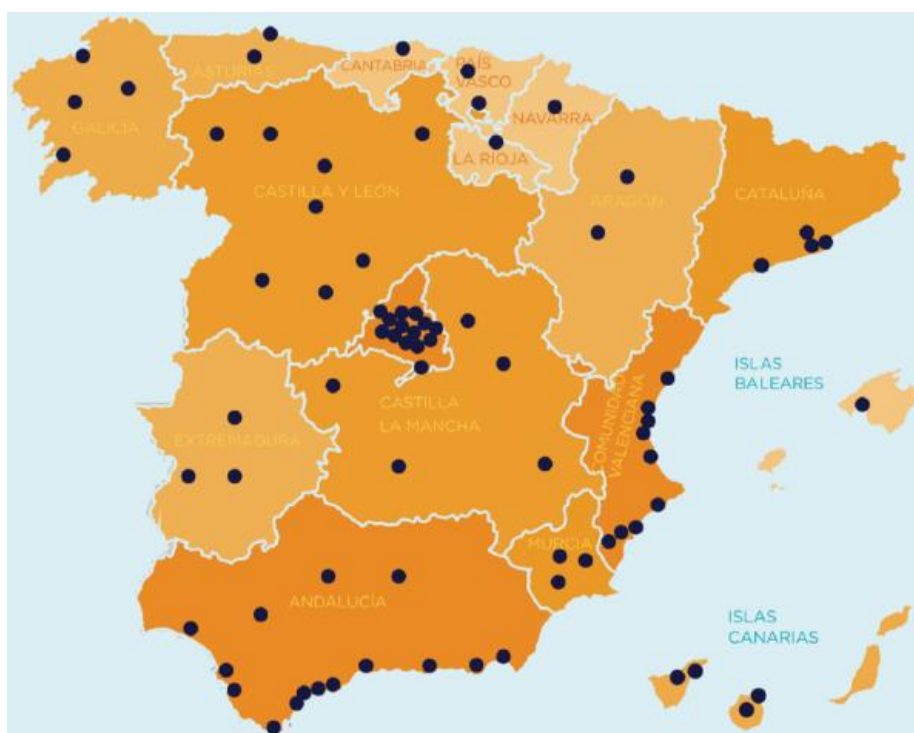 ASTURIAS
CANTABRIA
PAÍS
VASCO
NAVARRA
GALICIA
LA RIOJA
CASTILLA Y LEÓN
ARAGÓN
CATALUÑA
ISLAS
BALEARES
CASTILLA
LA MANCHA
COMUNIDAD
VALENCIANA
EXTREMADURA
MURCIA
ANDALUCÍA
ISLAS
CANARIAS